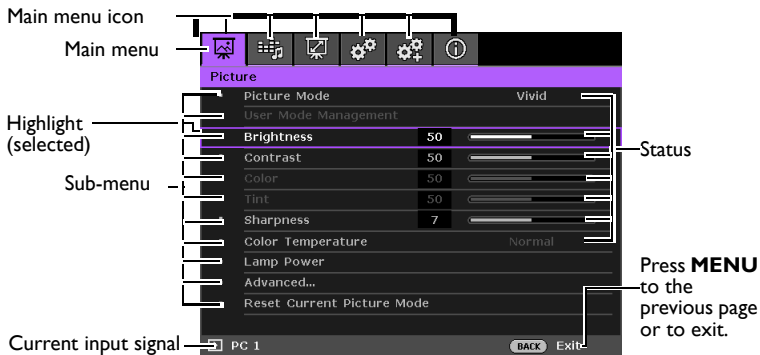 Main menu icon
Main menu
Picture
Picture Mode Vivid
User Mode Management
Highlight
(selected)
Brightness 50
Contrast 50
Status
Sub-menu
Color 50
Tint 50
Sharpness 7
Color Temperature Normal
Lamp Power
Advanced...
Reset Current Picture Mode
Press MENU
to the
previous page
or to exit.
Current input signal
PC 1
BACK Exit